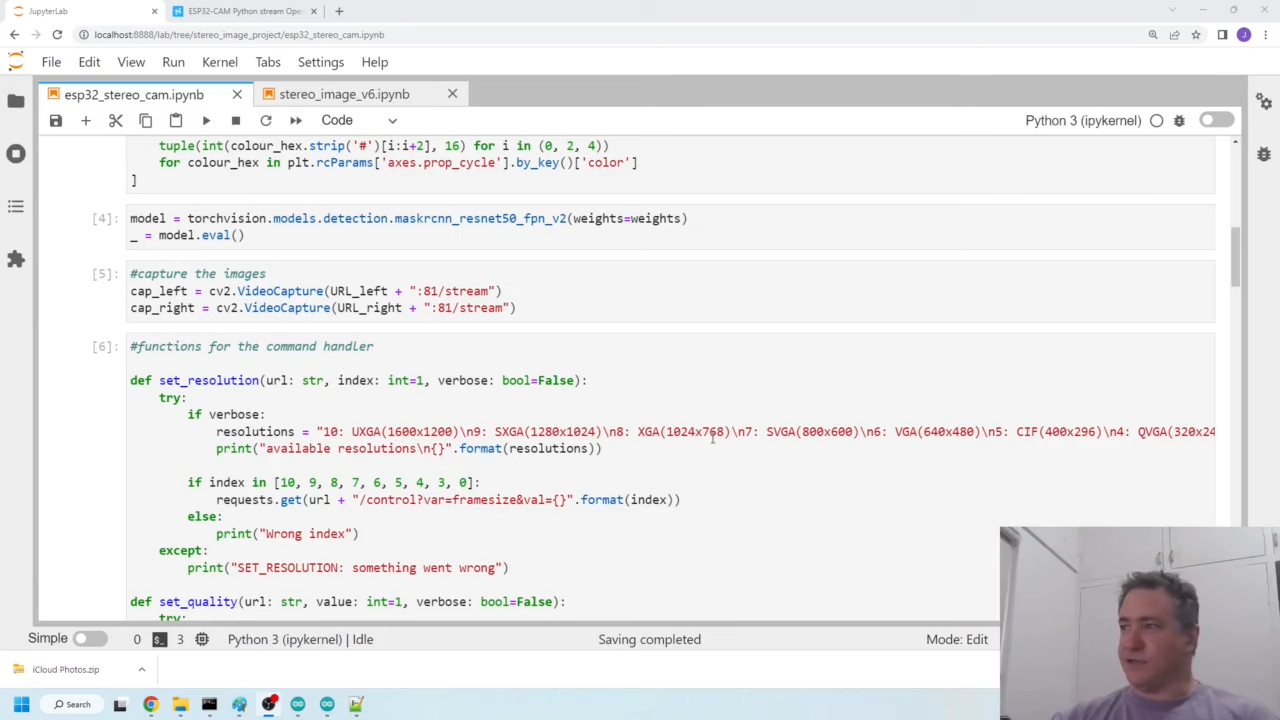 JupyterLab
ESP32-CAM Python stream Ope
localhost:8888/lab/tree/stereo_image_project/esp32_stereo_cam.ipynb
J
File Edit View Run Kernel Tabs Settings Help
esp32_stereo_cam.ipynb
stereo_image_v6.ipynb
Code
Python 3 (ipykernel)
tuple(int(colour_hex.strip('#')[i:i+2], 16) for i in (0, 2, 4))
for colour_hex in plt.rcParams['axes.prop_cycle'].by_key()['color']
]
[4]: model = torchvision.models.detection.maskrcnn_resnet50_fpn_v2(weights=weights)
_ = model.eval()
[5]: #capture the images
cap_left = cv2.VideoCapture(URL_left + ":81/stream")
cap_right = cv2.VideoCapture(URL_right + ":81/stream")
[6]: #functions for the command handler
def set_resolution(url: str, index: int=1, verbose: bool=False):
try:
if verbose:
resolutions = "10: UXGA(1600x1200)\n9: SXGA(1280x1024)\n8: XGA(1024x768)\n7: SVGA(800x600)\n6: VGA(640x480)\n5: CIF(400x296)\n4: QVGA(320x24
print("available resolutions\n{}".format(resolutions))
if index in [10, 9, 8, 7, 6, 5, 4, 3, 0]:
requests.get(url + "/control?var=framesize&val={}".format(index))
else:
print("Wrong index")
except:
print("SET_RESOLUTION: something went wrong")
def set_quality(url: str, value: int=1, verbose: bool=False):
try:
Simple 0 3 Python 3 (ipykernel) | Idle Saving completed Mode: Edit
iCloud Photos.zip
Search